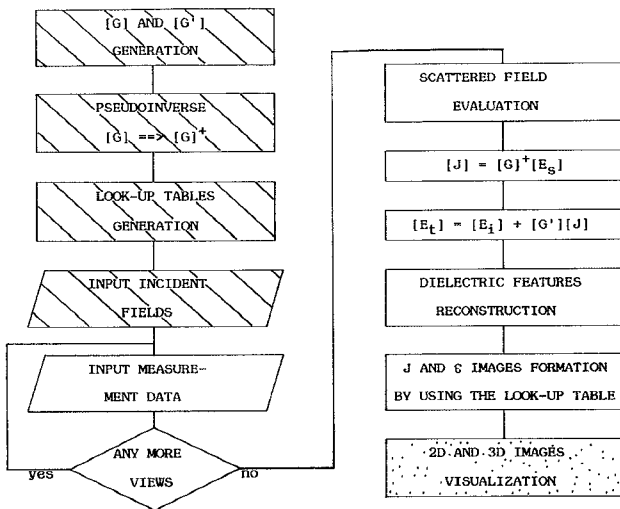 [G] AND [G']
GENERATION
PSEUDOINVERSE
[G] ==> [G]⁺
LOOK-UP TABLES
GENERATION
INPUT INCIDENT
FIELDS
INPUT MEASURE-
MENT DATA
ANY MORE
VIEWS
yes
no
SCATTERED FIELD
EVALUATION
[J] = [G]⁺[Eₛ]
[Eₜ] = [Eᵢ] + [G'][J]
DIELECTRIC FEATURES
RECONSTRUCTION
J AND ε IMAGES FORMATION
BY USING THE LOOK-UP TABLE
2D AND 3D IMAGES
VISUALIZATION